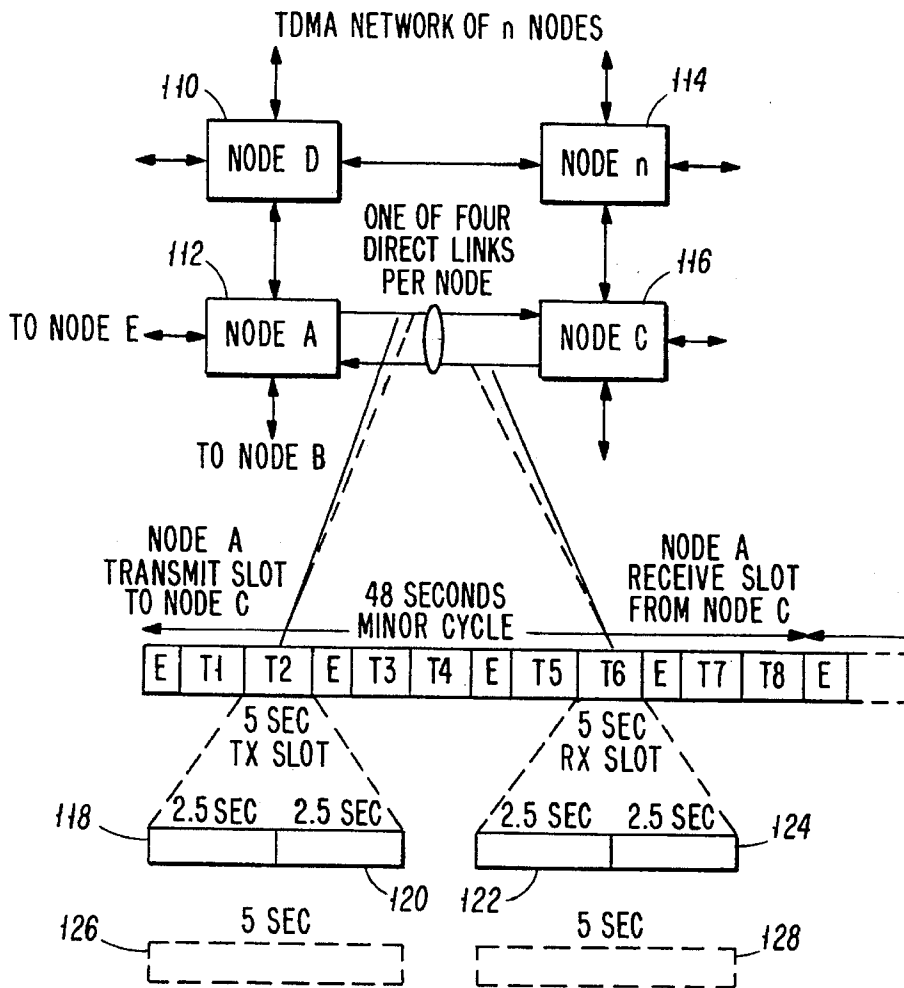 TDMA NETWORK OF n NODES
110
114
NODE D
NODE n
ONE OF FOUR
DIRECT LINKS
PER NODE
112
116
TO NODE E
NODE A
NODE C
TO NODE B
NODE A
TRANSMIT SLOT
TO NODE C
NODE A
RECEIVE SLOT
FROM NODE C
48 SECONDS
MINOR CYCLE
E T1 T2 E T3 T4 E T5 T6 E T7 T8 E
5 SEC
TX SLOT
5 SEC
RX SLOT
118
2.5 SEC 2.5 SEC
2.5 SEC 2.5 SEC
124
120
122
126
5 SEC
5 SEC
128